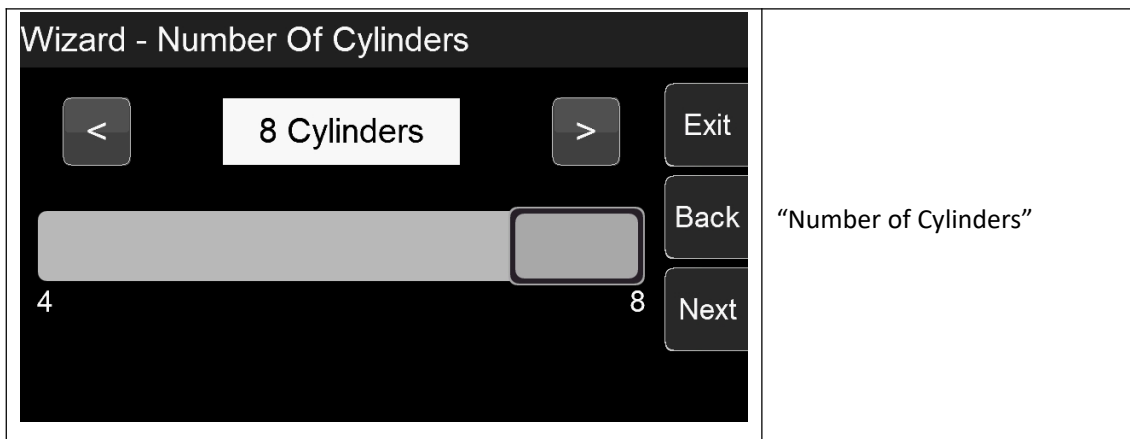 Wizard - Number Of Cylinders
<
8 Cylinders
>
Exit
Back
“Number of Cylinders”
4
8
Next